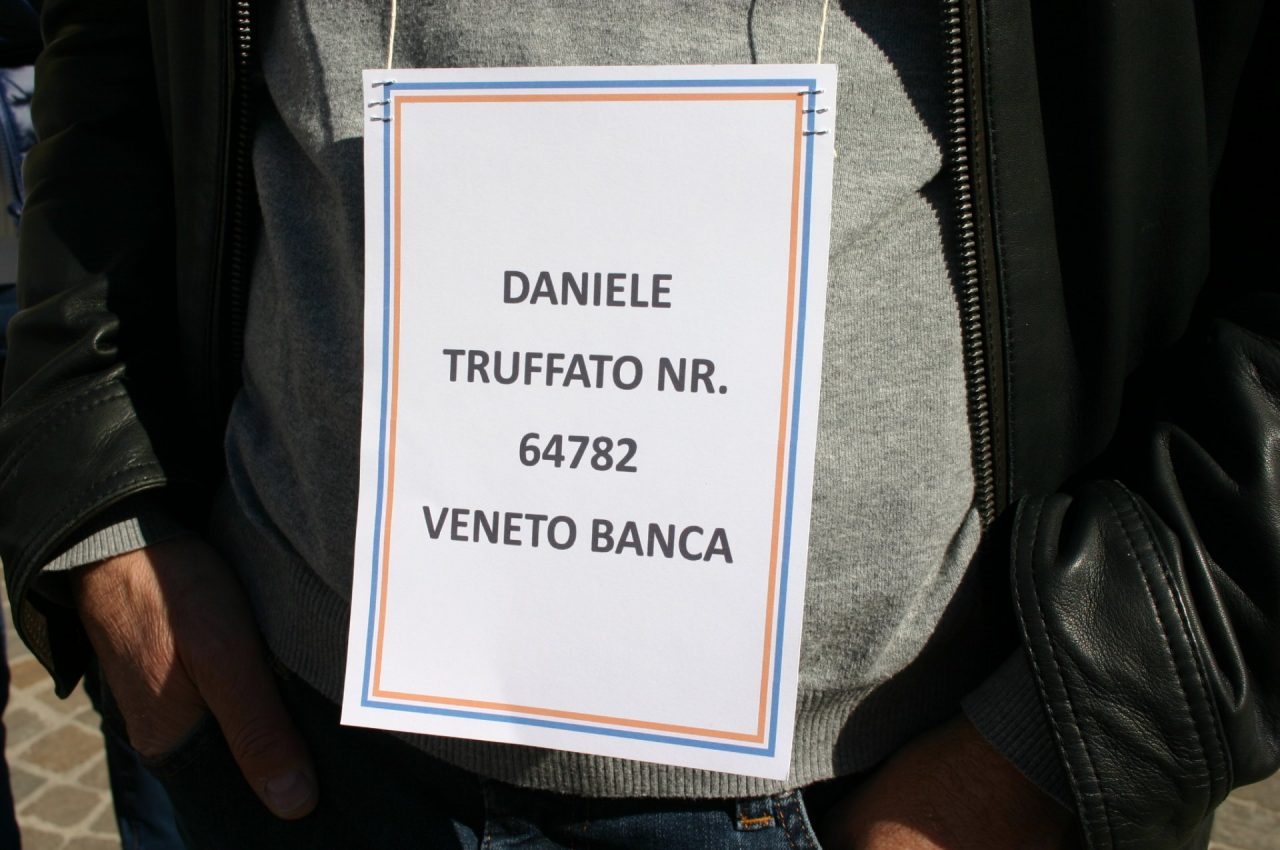 DANIELE
TRUFFATO NR.
64782
VENETO BANCA